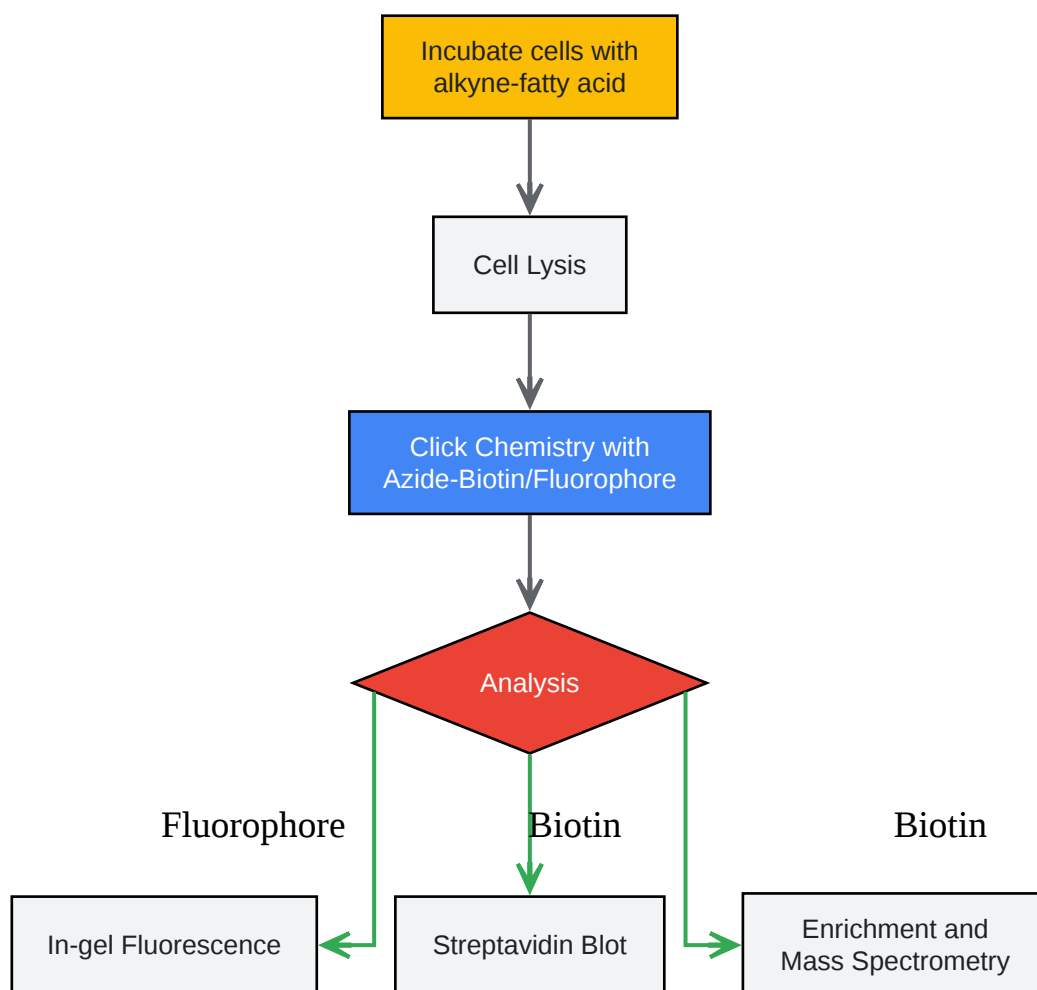 Incubate cells with
alkyne-fatty acid
Cell Lysis
Click Chemistry with
Azide-Biotin/Fluorophore
Analysis
Fluorophore
Biotin
Biotin
In-gel Fluorescence
Streptavidin Blot
Enrichment and
Mass Spectrometry